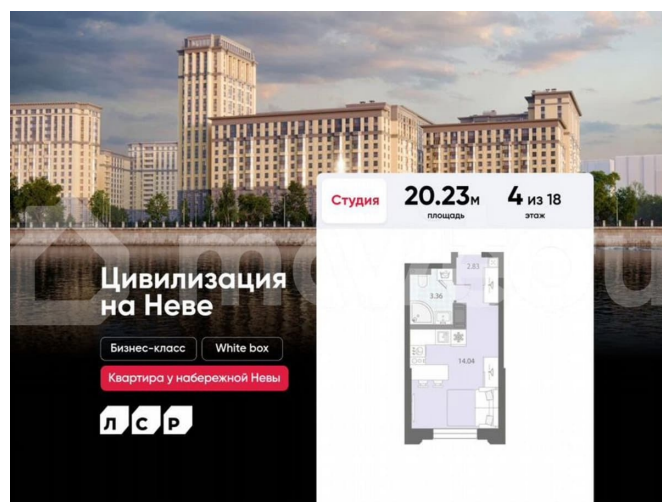 Студия
20.23м
площадь
4 из 18
этаж
Цивилизация
на Неве
Бизнес-класс
White box
Квартира у набережной Невы
ЛСР
2.83
3.36
14.04